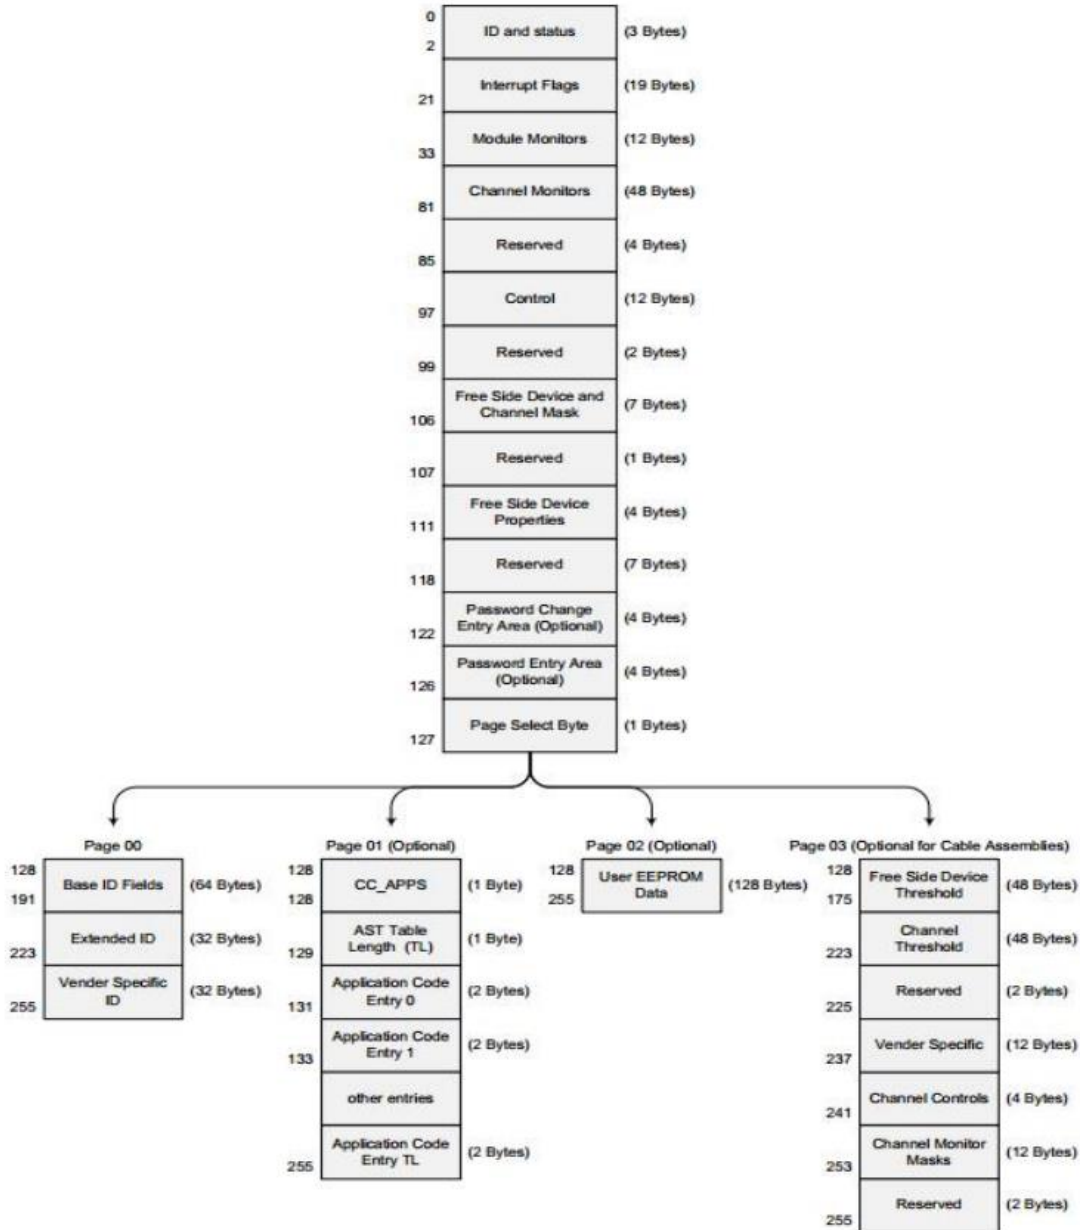 0
ID and status (3 Bytes)
2
Interrupt Flags (19 Bytes)
21
Module Monitors (12 Bytes)
33
Channel Monitors (48 Bytes)
81
Reserved (4 Bytes)
85
Control (12 Bytes)
97
Reserved (2 Bytes)
99
Free Side Device and
Channel Mask (7 Bytes)
106
Reserved (1 Bytes)
107
Free Side Device
Properties (4 Bytes)
111
Reserved (7 Bytes)
118
Password Change
Entry Area (Optional) (4 Bytes)
122
Password Entry Area
(Optional) (4 Bytes)
126
Page Select Byte (1 Bytes)
127
Page 00
128
Base ID Fields (64 Bytes)
191
Extended ID (32 Bytes)
223
Vender Specific
ID (32 Bytes)
255
Page 01 (Optional)
128
CC_APPS (1 Byte)
128
AST Table
Length (TL) (1 Byte)
129
Application Code
Entry 0 (2 Bytes)
131
Application Code
Entry 1 (2 Bytes)
133
other entries
Application Code
Entry TL (2 Bytes)
255
Page 02 (Optional)
128
User EEPROM
Data (128 Bytes)
255
Page 03 (Optional for Cable Assemblies)
128
Free Side Device
Threshold (48 Bytes)
175
Channel
Threshold (48 Bytes)
223
Reserved (2 Bytes)
225
Vender Specific (12 Bytes)
237
Channel Controls (4 Bytes)
241
Channel Monitor
Masks (12 Bytes)
253
Reserved (2 Bytes)
255